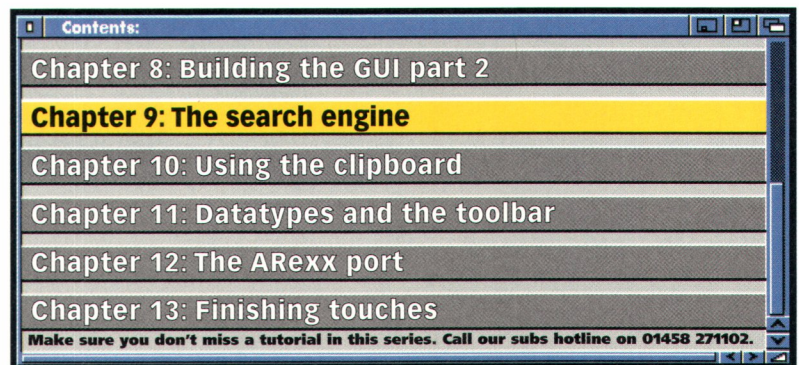 Contents:
Chapter 8: Building the GUI part 2
Chapter 9: The search engine
Chapter 10: Using the clipboard
Chapter 11: Datatypes and the toolbar
Chapter 12: The ARexx port
Chapter 13: Finishing touches
Make sure you don't miss a tutorial in this series. Call our subs hotline on 01458 271102.